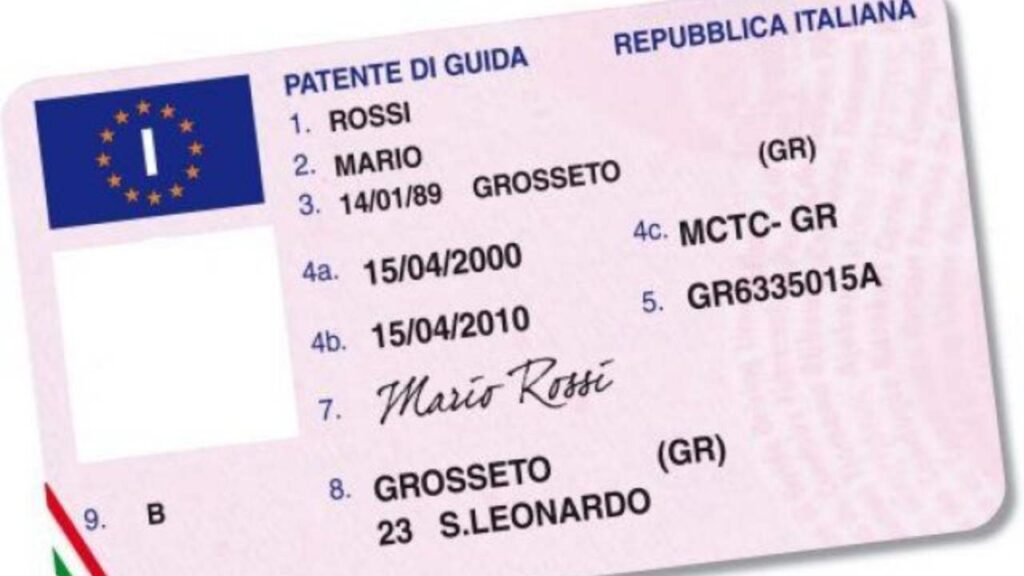 PATENTE DI GUIDA REPUBBLICA ITALIANA
I
1. ROSSI
2. MARIO
3. 14/01/89 GROSSETO (GR)
4a. 15/04/2000 4c. MCTC- GR
4b. 15/04/2010 5. GR6335015A
7. Mario Rossi
8. GROSSETO (GR)
23 S.LEONARDO
9. B